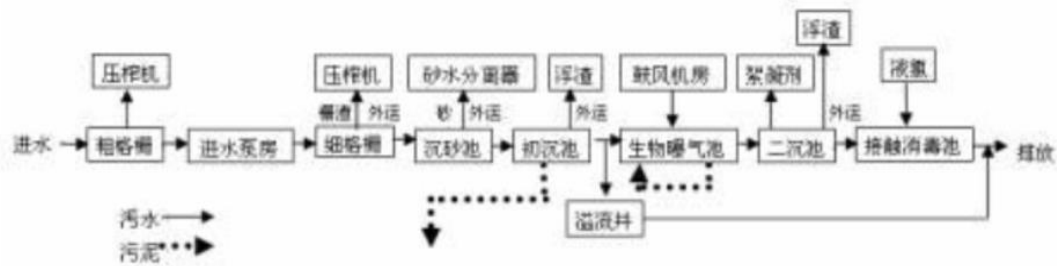 浮渣
压榨机
压榨机
砂水分离器
浮渣
鼓风机房
絮凝剂
液氯
栅渣
外运
砂
外运
外运
外运
进水
粗格栅
进水泵房
细格栅
沉砂池
初沉池
生物曝气池
二沉池
接触消毒池
排放
溢流井
污水
污泥